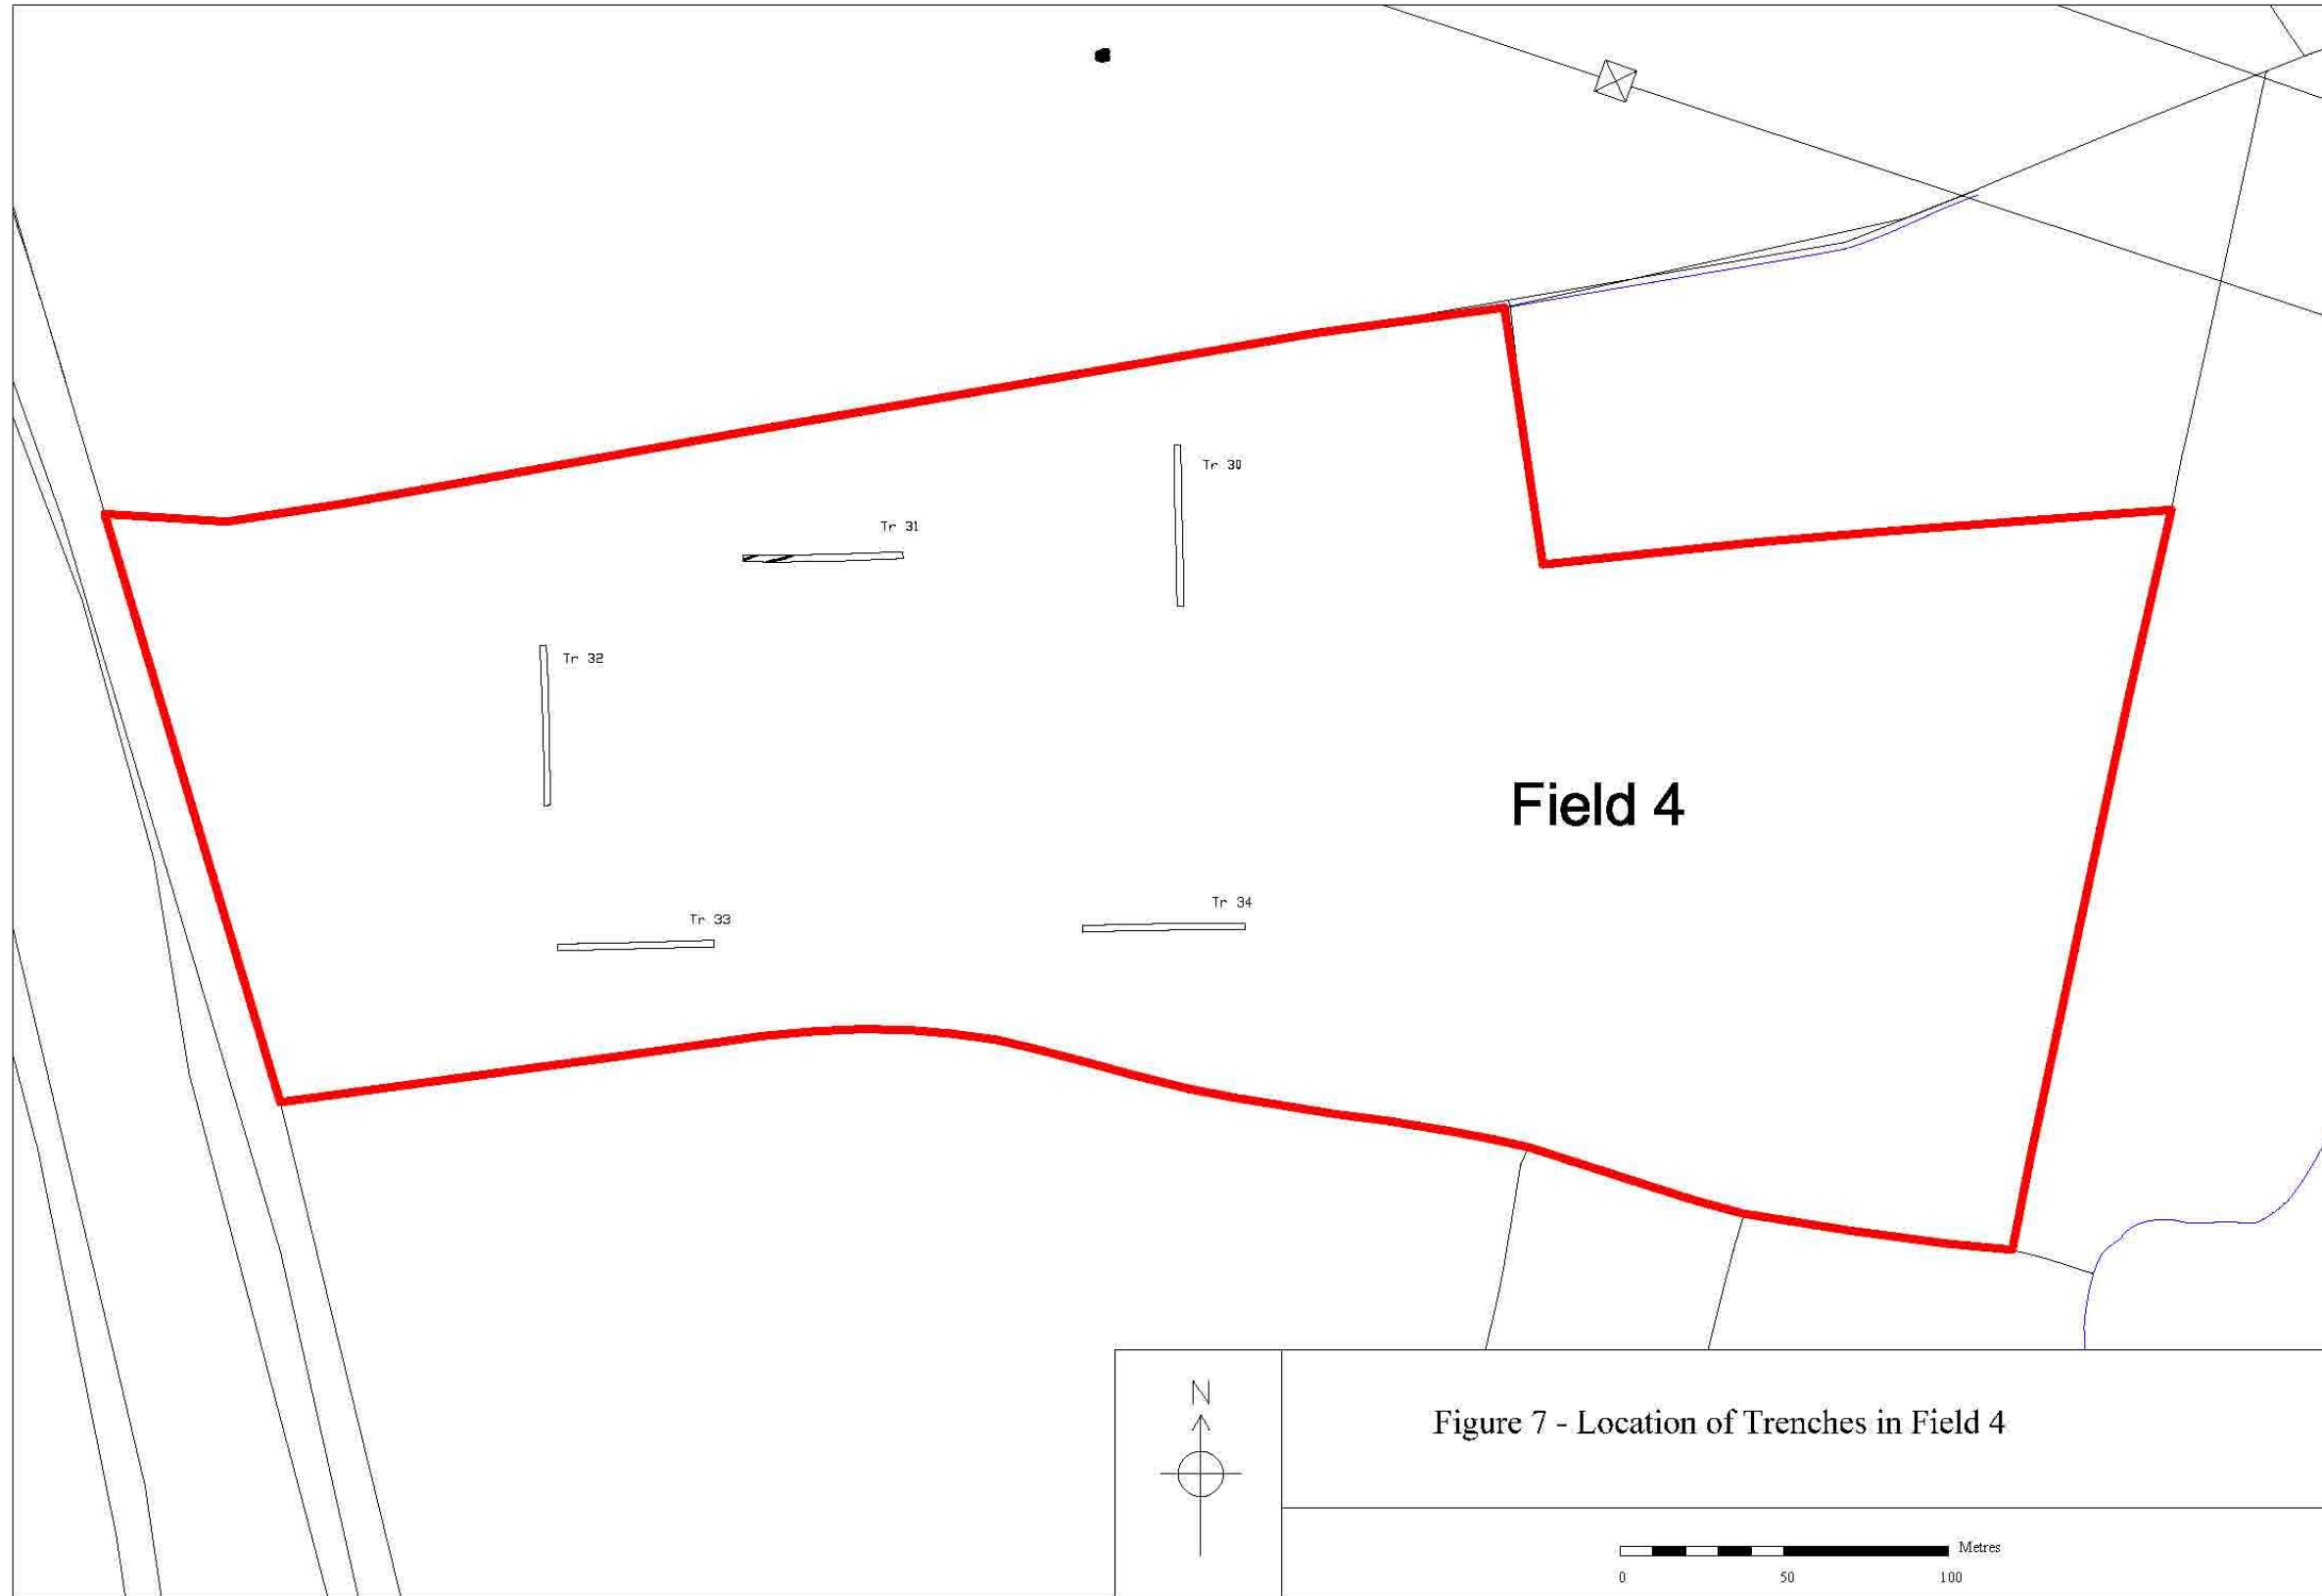 Tr 30
Tr 31
Tr 32
Field 4
Tr 34
Tr 33
N
Figure 7 - Location of Trenches in Field 4
Metres
0 50 100